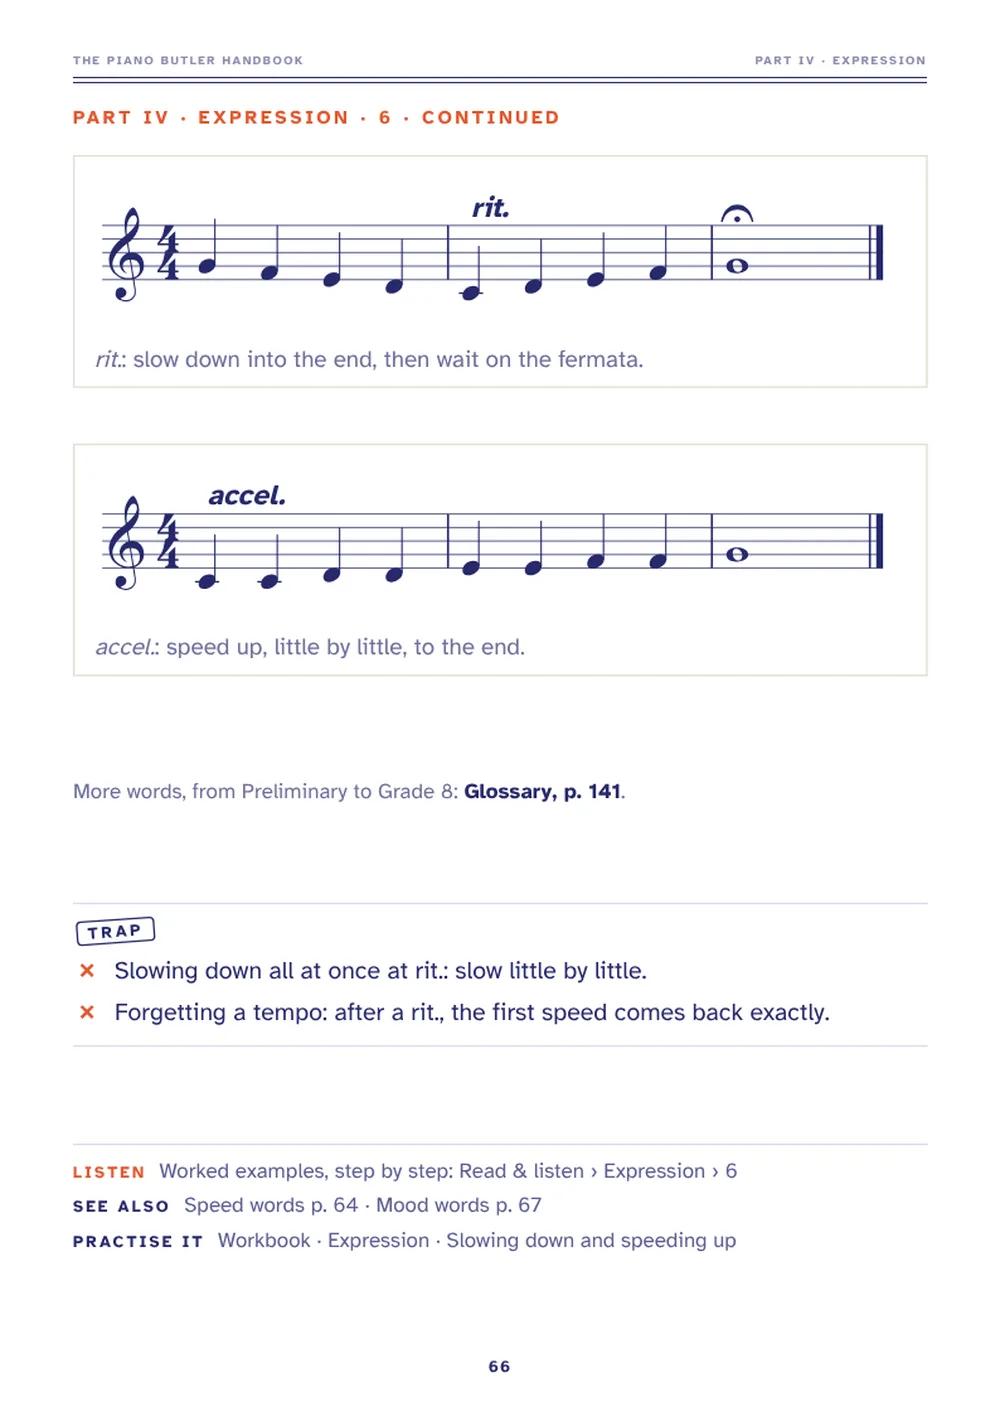 THE PIANO BUTLER HANDBOOK
PART IV · EXPRESSION
PART IV · EXPRESSION · 6 · CONTINUED
rit.
4
4
rit.: slow down into the end, then wait on the fermata.
accel.
4
4
accel.: speed up, little by little, to the end.
More words, from Preliminary to Grade 8: Glossary, p. 141.
TRAP
× Slowing down all at once at rit.: slow little by little.
× Forgetting a tempo: after a rit., the first speed comes back exactly.
LISTEN Worked examples, step by step: Read & listen › Expression › 6
SEE ALSO Speed words p. 64 · Mood words p. 67
PRACTISE IT Workbook · Expression · Slowing down and speeding up
66